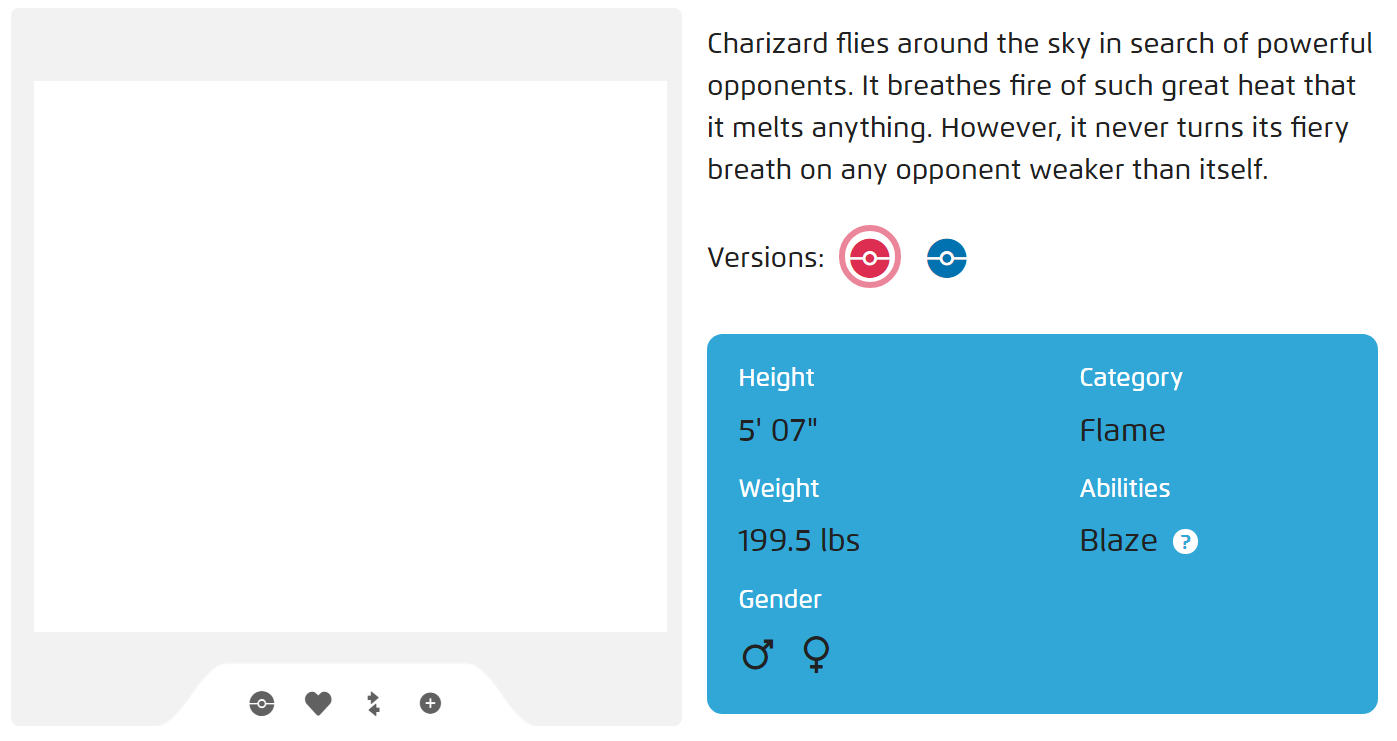 Charizard flies around the sky in search of powerful
opponents. It breathes fire of such great heat that
it melts anything. However, it never turns its fiery
breath on any opponent weaker than itself.
Versions:
Height
5' 07"
Weight
199.5 lbs
Gender
♂ ♀
Category
Flame
Abilities
Blaze ?